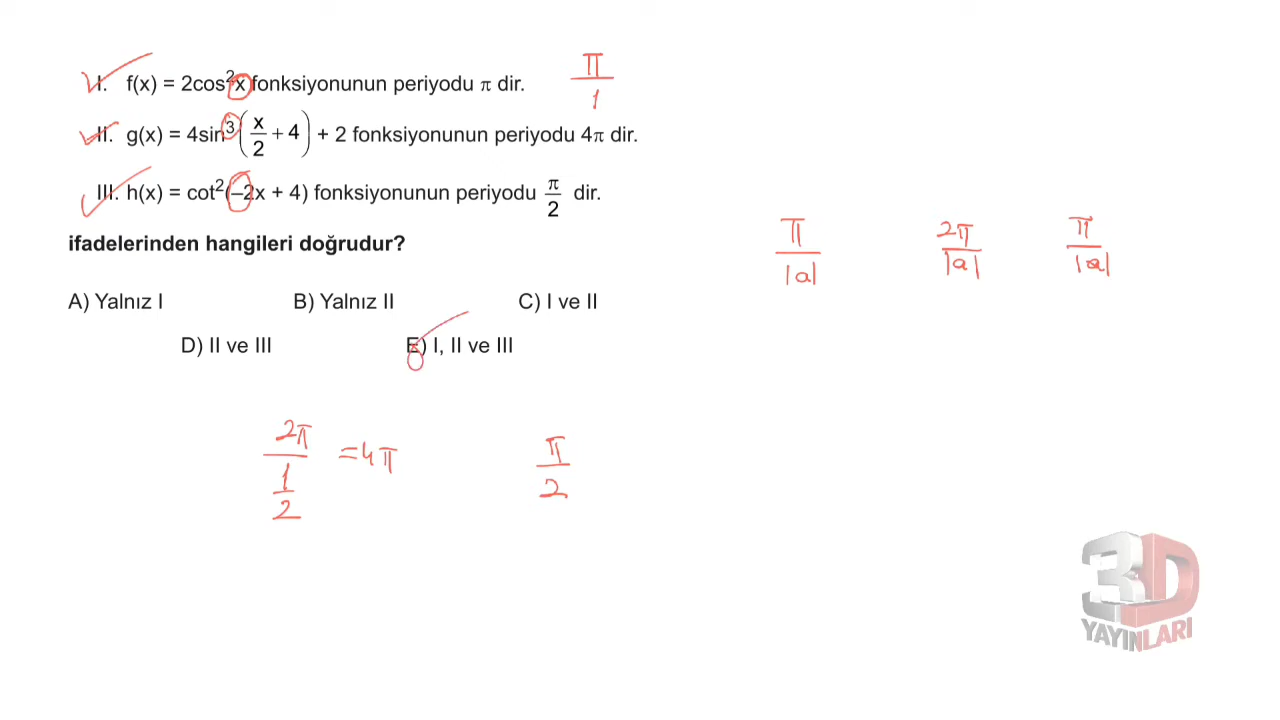 I. f(x) = 2cos²x fonksiyonunun periyodu π dir.
π/1
II. g(x) = 4sin³(x/2 + 4) + 2 fonksiyonunun periyodu 4π dir.
III. h(x) = cot²(–2x + 4) fonksiyonunun periyodu π/2 dir.
ifadelerinden hangileri doğrudur?
π/|a| 2π/|a| π/|a|
A) Yalnız I B) Yalnız II C) I ve II
D) II ve III E) I, II ve III
2π/(1/2) = 4π π/2
3D
YAYINLARI